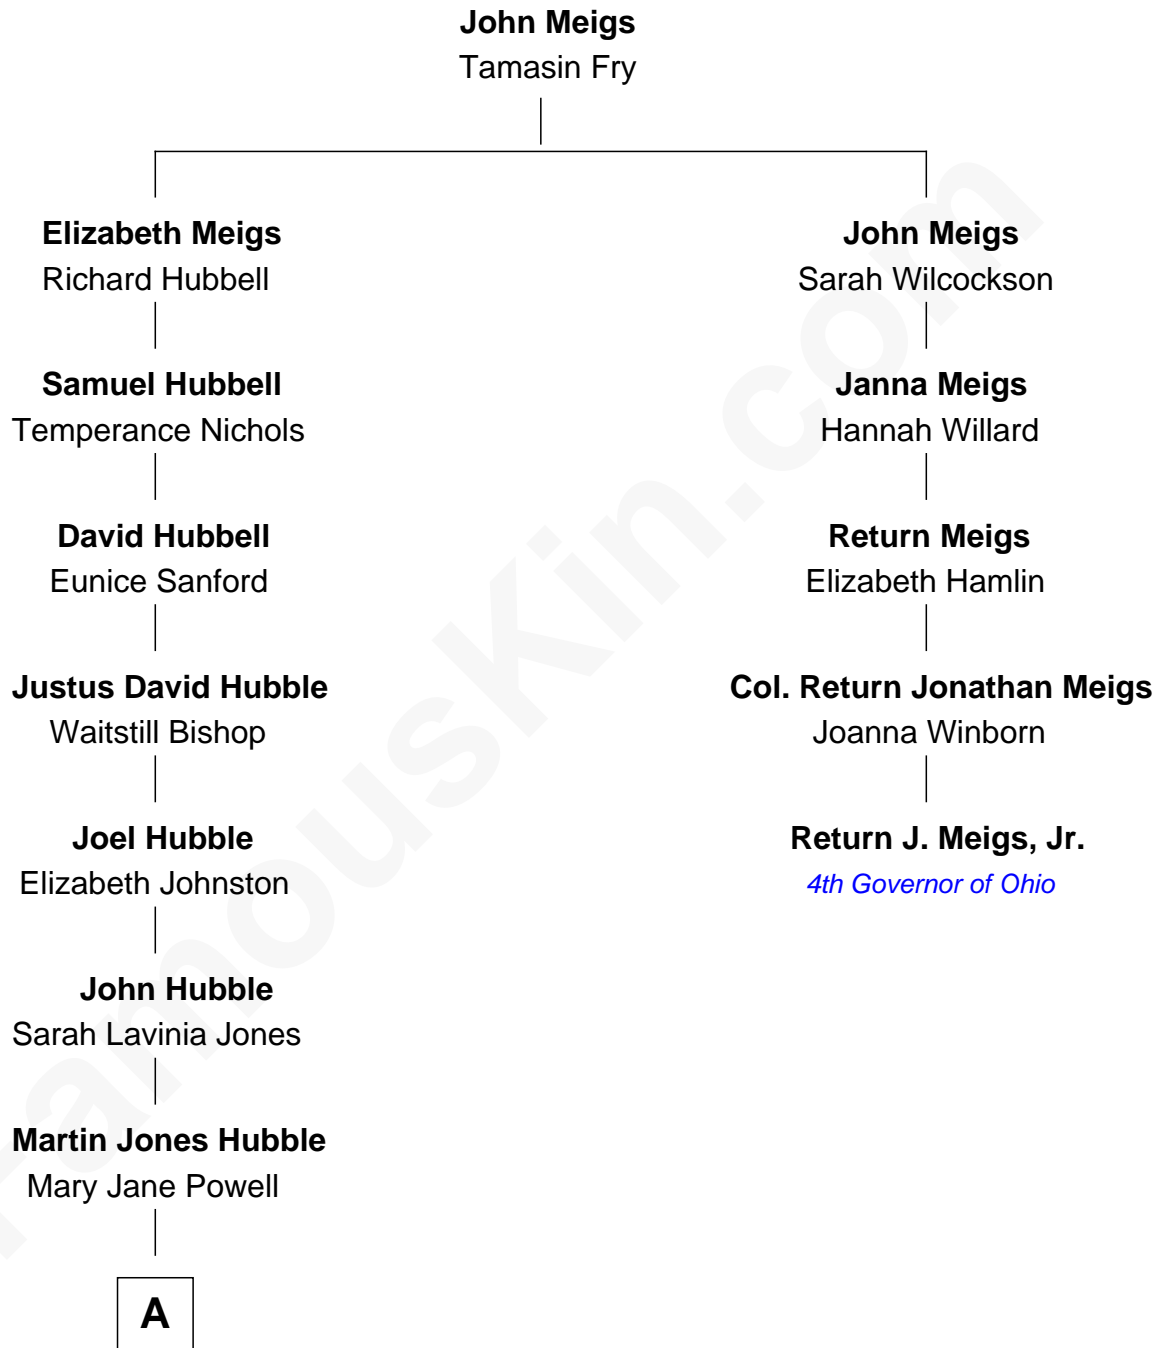 John Meigs
Tamasin Fry
Elizabeth Meigs
Richard Hubbell
John Meigs
Sarah Wilcockson
Samuel Hubbell
Temperance Nichols
Janna Meigs
Hannah Willard
David Hubbell
Eunice Sanford
Return Meigs
Elizabeth Hamlin
Justus David Hubble
Waitstill Bishop
Col. Return Jonathan Meigs
Joanna Winborn
Joel Hubble
Elizabeth Johnston
Return J. Meigs, Jr.
4th Governor of Ohio
John Hubble
Sarah Lavinia Jones
Martin Jones Hubble
Mary Jane Powell
A
FamousKin.com